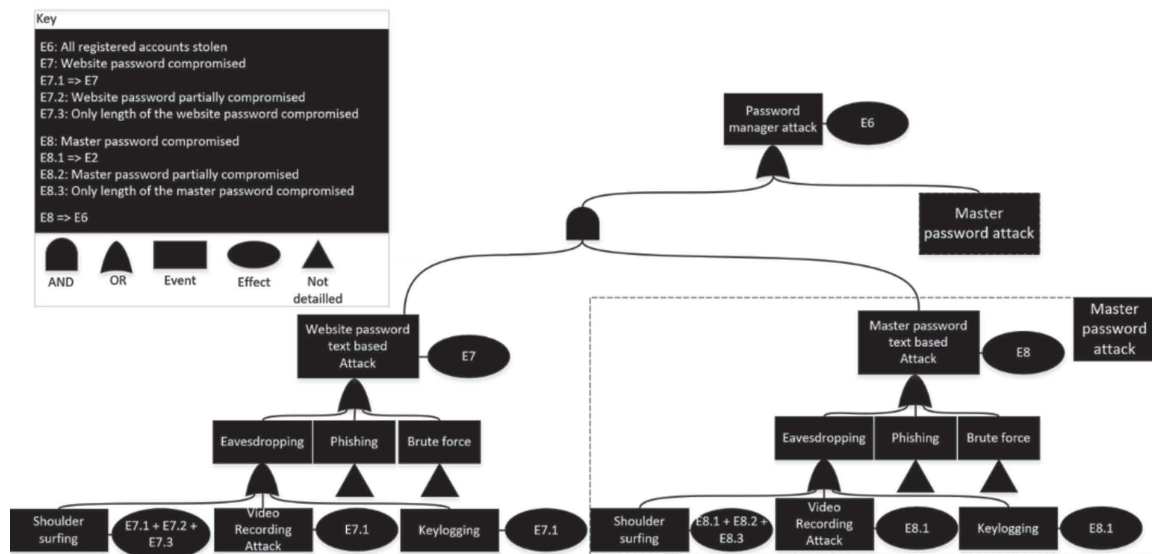 Key
E6: All registered accounts stolen
E7: Website password compromised
E7.1 => E7
E7.2: Website password partially compromised
E7.3: Only length of the website password compromised
E8: Master password compromised
E8.1 => E2
E8.2: Master password partially compromised
E8.3: Only length of the master password compromised
E8 => E6
AND
OR
Event
Effect
Not
detailled
Password
manager attack
E6
Master
password attack
Website password
text based
Attack
E7
Master password
text based
Attack
E8
Master
password
attack
Eavesdropping
Phishing
Brute force
Eavesdropping
Phishing
Brute force
Shoulder
surfing
E7.1 + E7.2 +
E7.3
Video
Recording
Attack
E7.1
Keylogging
E7.1
Shoulder
surfing
E8.1 + E8.2 +
E8.3
Video
Recording
Attack
E8.1
Keylogging
E8.1